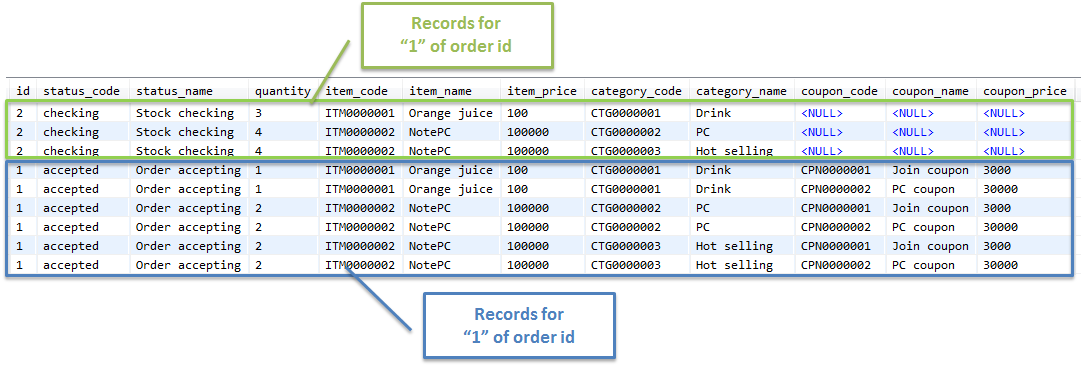 Records for
“1” of order id
id status_code status_name quantity item_code item_name item_price category_code category_name coupon_code coupon_name coupon_price
2 checking Stock checking 3 ITM0000001 Orange juice 100 CTG0000001 Drink <NULL> <NULL> <NULL>
2 checking Stock checking 4 ITM0000002 NotePC 100000 CTG0000002 PC <NULL> <NULL> <NULL>
2 checking Stock checking 4 ITM0000002 NotePC 100000 CTG0000003 Hot selling <NULL> <NULL> <NULL>
1 accepted Order accepting 1 ITM0000001 Orange juice 100 CTG0000001 Drink CPN0000001 Join coupon 3000
1 accepted Order accepting 1 ITM0000001 Orange juice 100 CTG0000001 Drink CPN0000002 PC coupon 30000
1 accepted Order accepting 2 ITM0000002 NotePC 100000 CTG0000002 PC CPN0000001 Join coupon 3000
1 accepted Order accepting 2 ITM0000002 NotePC 100000 CTG0000002 PC CPN0000002 PC coupon 30000
1 accepted Order accepting 2 ITM0000002 NotePC 100000 CTG0000003 Hot selling CPN0000001 Join coupon 3000
1 accepted Order accepting 2 ITM0000002 NotePC 100000 CTG0000003 Hot selling CPN0000002 PC coupon 30000
Records for
“1” of order id